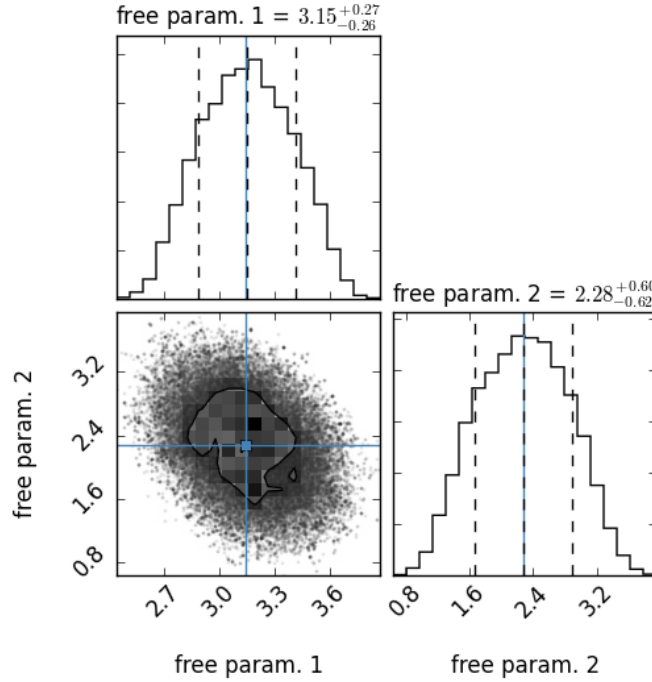 free param. 1 = 3.15+0.27−0.26
free param. 2 = 2.28+0.60−0.62
free param. 2
3.2
2.4
1.6
0.8
2.7 3.0 3.3 3.6
0.8 1.6 2.4 3.2
free param. 1
free param. 2